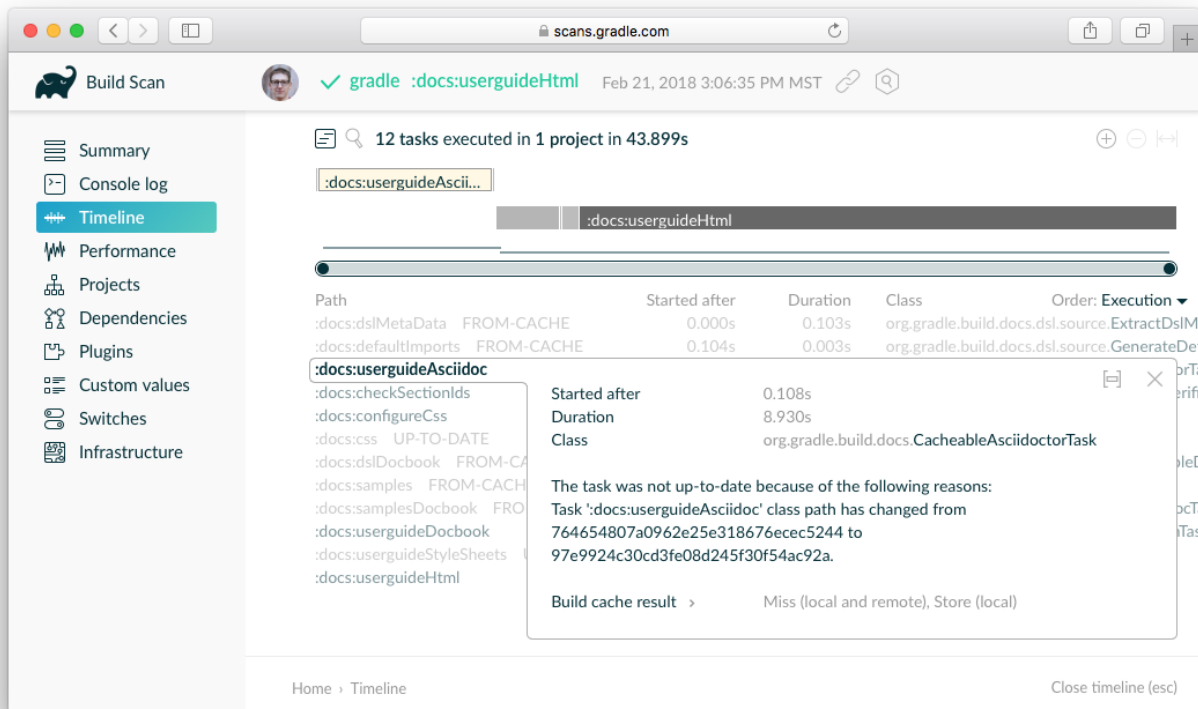 scans.gradle.com
Build Scan
gradle :docs:userguideHtml Feb 21, 2018 3:06:35 PM MST
Summary
Console log
Timeline
Performance
Projects
Dependencies
Plugins
Custom values
Switches
Infrastructure
12 tasks executed in 1 project in 43.899s
:docs:userguideAscii...
:docs:userguideHtml
Path Started after Duration Class Order: Execution
:docs:dslMetaData FROM-CACHE 0.000s 0.103s org.gradle.build.docs.dsl.source.ExtractDslM
:docs:defaultImports FROM-CACHE 0.104s 0.003s org.gradle.build.docs.dsl.source.GenerateDe
:docs:userguideAsciidoc
:docs:checkSectionIds
:docs:configureCss
:docs:css UP-TO-DATE
:docs:dslDocbook FROM-CA
:docs:samples FROM-CACH
:docs:samplesDocbook FRO
:docs:userguideDocbook
:docs:userguideStyleSheets
:docs:userguideHtml
Started after 0.108s
Duration 8.930s
Class org.gradle.build.docs.CacheableAsciidoctorTask
The task was not up-to-date because of the following reasons:
Task ':docs:userguideAsciidoc' class path has changed from
764654807a0962e25e318676ecec5244 to
97e9924c30cd3fe08d245f30f54ac92a.
Build cache result › Miss (local and remote), Store (local)
Home › Timeline
Close timeline (esc)